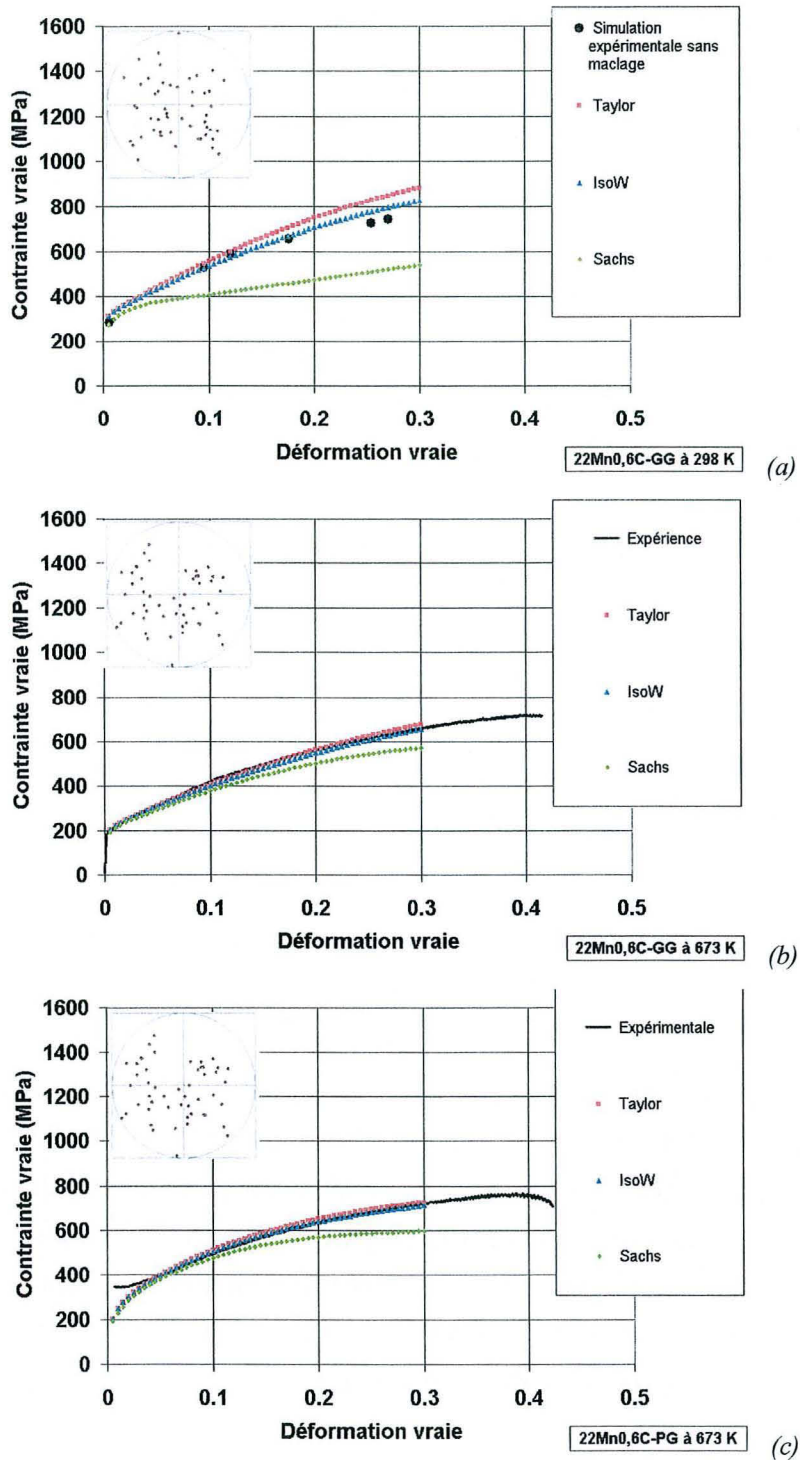 1600
1400
1200
1000
800
600
400
200
0
Contrainte vraie (MPa)
0
0.1
0.2
0.3
0.4
0.5
Déformation vraie
Simulation
expérimentale sans
maclage
Taylor
IsoW
Sachs
22Mn0,6C-GG à 298 K
(a)
1600
1400
1200
1000
800
600
400
200
0
Contrainte vraie (MPa)
0
0.1
0.2
0.3
0.4
0.5
Déformation vraie
Expérience
Taylor
IsoW
Sachs
22Mn0,6C-GG à 673 K
(b)
1600
1400
1200
1000
800
600
400
200
0
Contrainte vraie (MPa)
0
0.1
0.2
0.3
0.4
0.5
Déformation vraie
Expérimentale
Taylor
IsoW
Sachs
22Mn0,6C-PG à 673 K
(c)